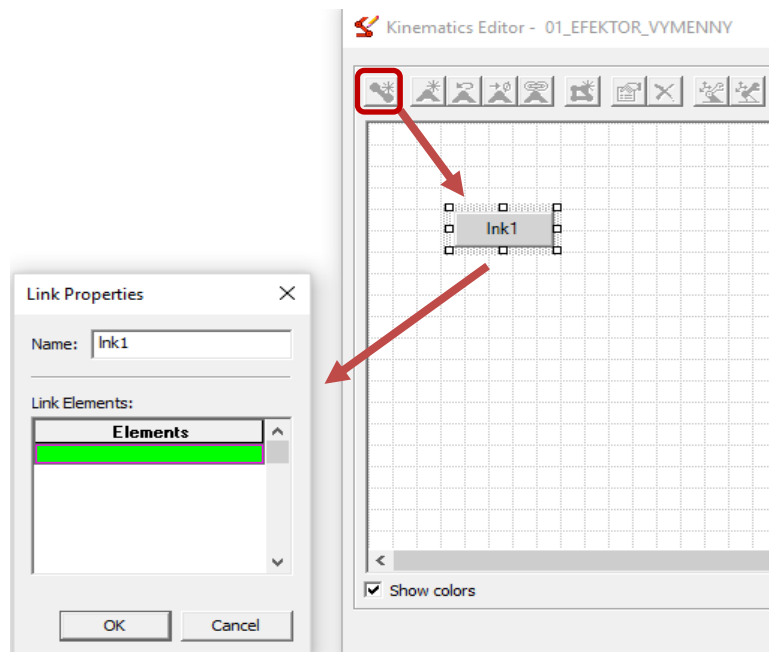 Kinematics Editor - 01_EFEKTOR_VYMENNY
lnk1
Link Properties
Name: lnk1
Link Elements:
Elements
OK Cancel
Show colors